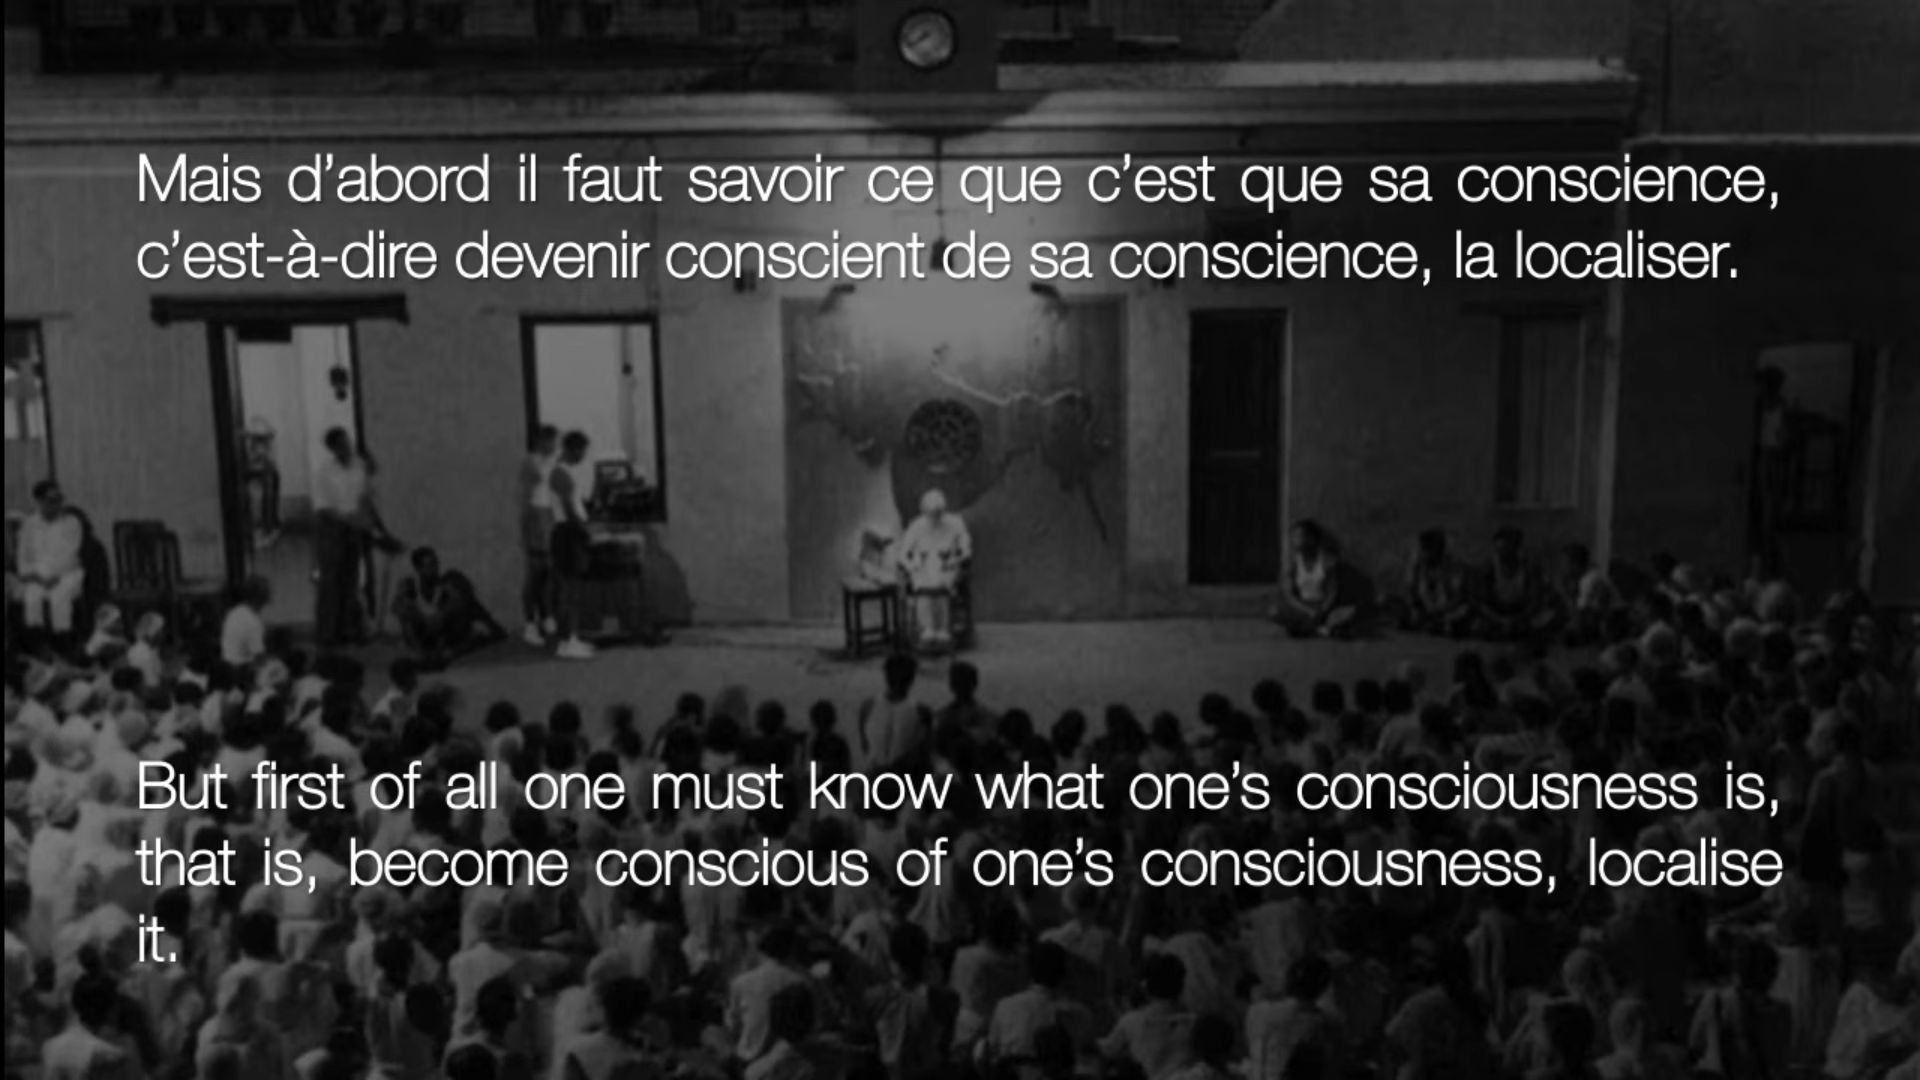 Mais d’abord il faut savoir ce que c’est que sa conscience,
c’est-à-dire devenir conscient de sa conscience, la localiser.
But first of all one must know what one’s consciousness is,
that is, become conscious of one’s consciousness, localise
it.